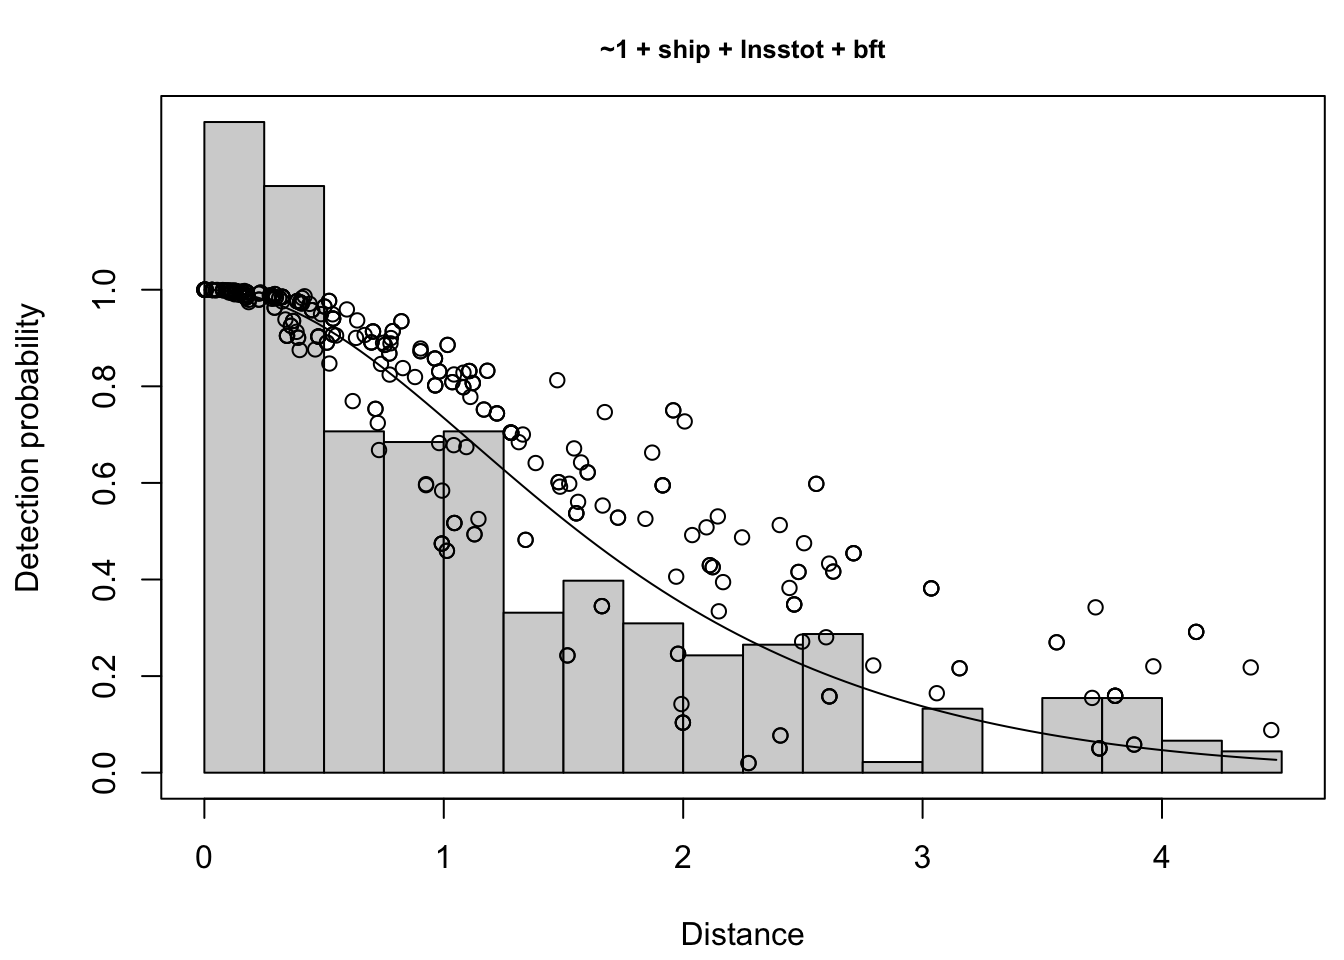 ~1 + ship + lnsstot + bft
Detection probability
1.0
0.8
0.6
0.4
0.2
0.0
0 1 2 3 4
Distance